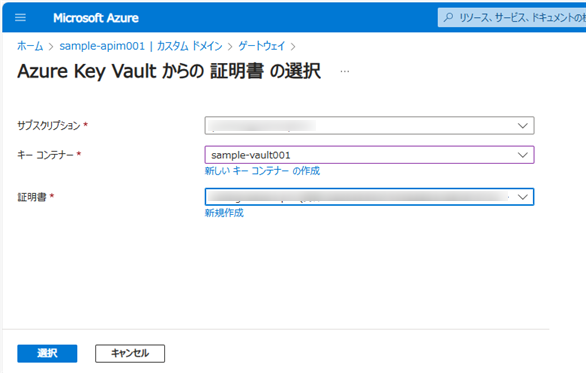 Microsoft Azure
リソース、サービス、ドキュメントの検
ホーム > sample-apim001 | カスタム ドメイン > ゲートウェイ >
Azure Key Vault からの 証明書 の選択 ...
サブスクリプション *
キー コンテナー * sample-vault001
新しい キー コンテナー の作成
証明書 *
新規作成
選択 キャンセル